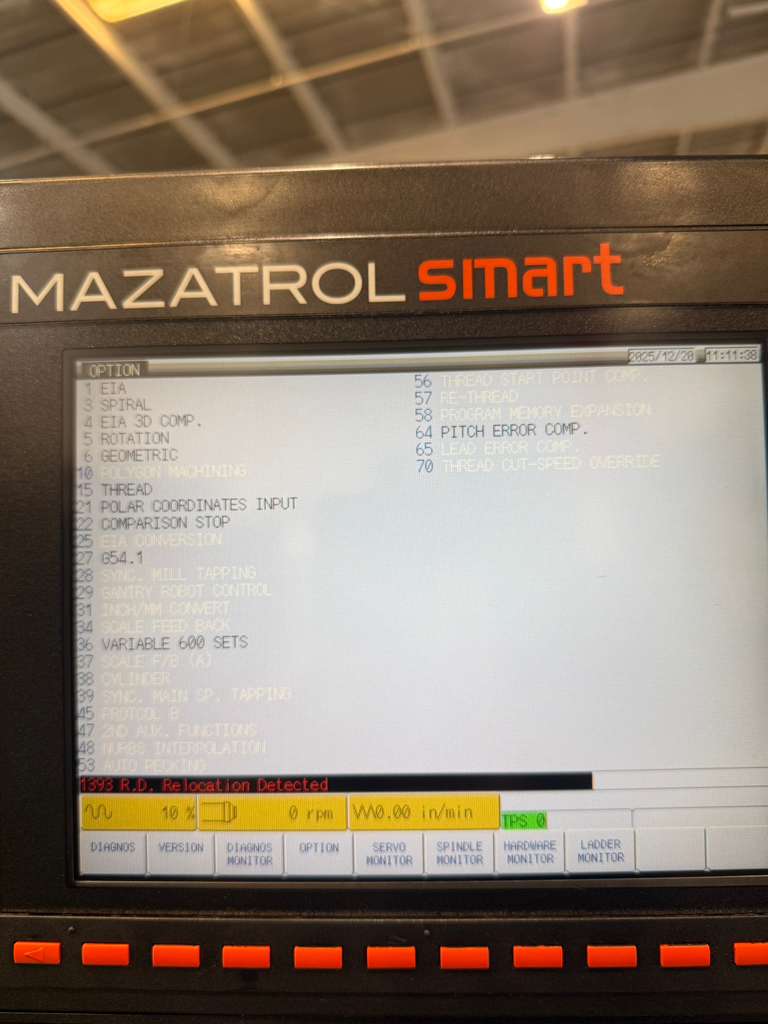 MAZATROL smart
OPTION
2025/12/20 11:11:38
1 EIA
3 SPIRAL
4 EIA 3D COMP.
5 ROTATION
6 GEOMETRIC
10 POLYGON MACHINING
15 THREAD
21 POLAR COORDINATES INPUT
22 COMPARISON STOP
25 EIA CONVERSION
27 G54.1
28 SYNC. MILL TAPPING
29 GANTRY ROBOT CONTROL
31 INCH/MM CONVERT
34 SCALE FEED BACK
36 VARIABLE 600 SETS
37 SCALE F/B (A)
38 CYLINDER
39 SYNC. MAIN SP. TAPPING
45 PROTCOL B
47 2ND AUX. FUNCTIONS
48 NURBS INTERPOLATION
53 AUTO PECKING
56 THREAD START POINT COMP.
57 RE-THREAD
58 PROGRAM MEMORY EXPANSION
64 PITCH ERROR COMP.
65 LEAD ERROR COMP.
70 THREAD CUT-SPEED OVERRIDE
1393 R.D. Relocation Detected
10 % 0 rpm 0.00 in/min TPS 0
DIAGNOS VERSION DIAGNOS MONITOR OPTION SERVO MONITOR SPINDLE MONITOR HARDWARE MONITOR LADDER MONITOR